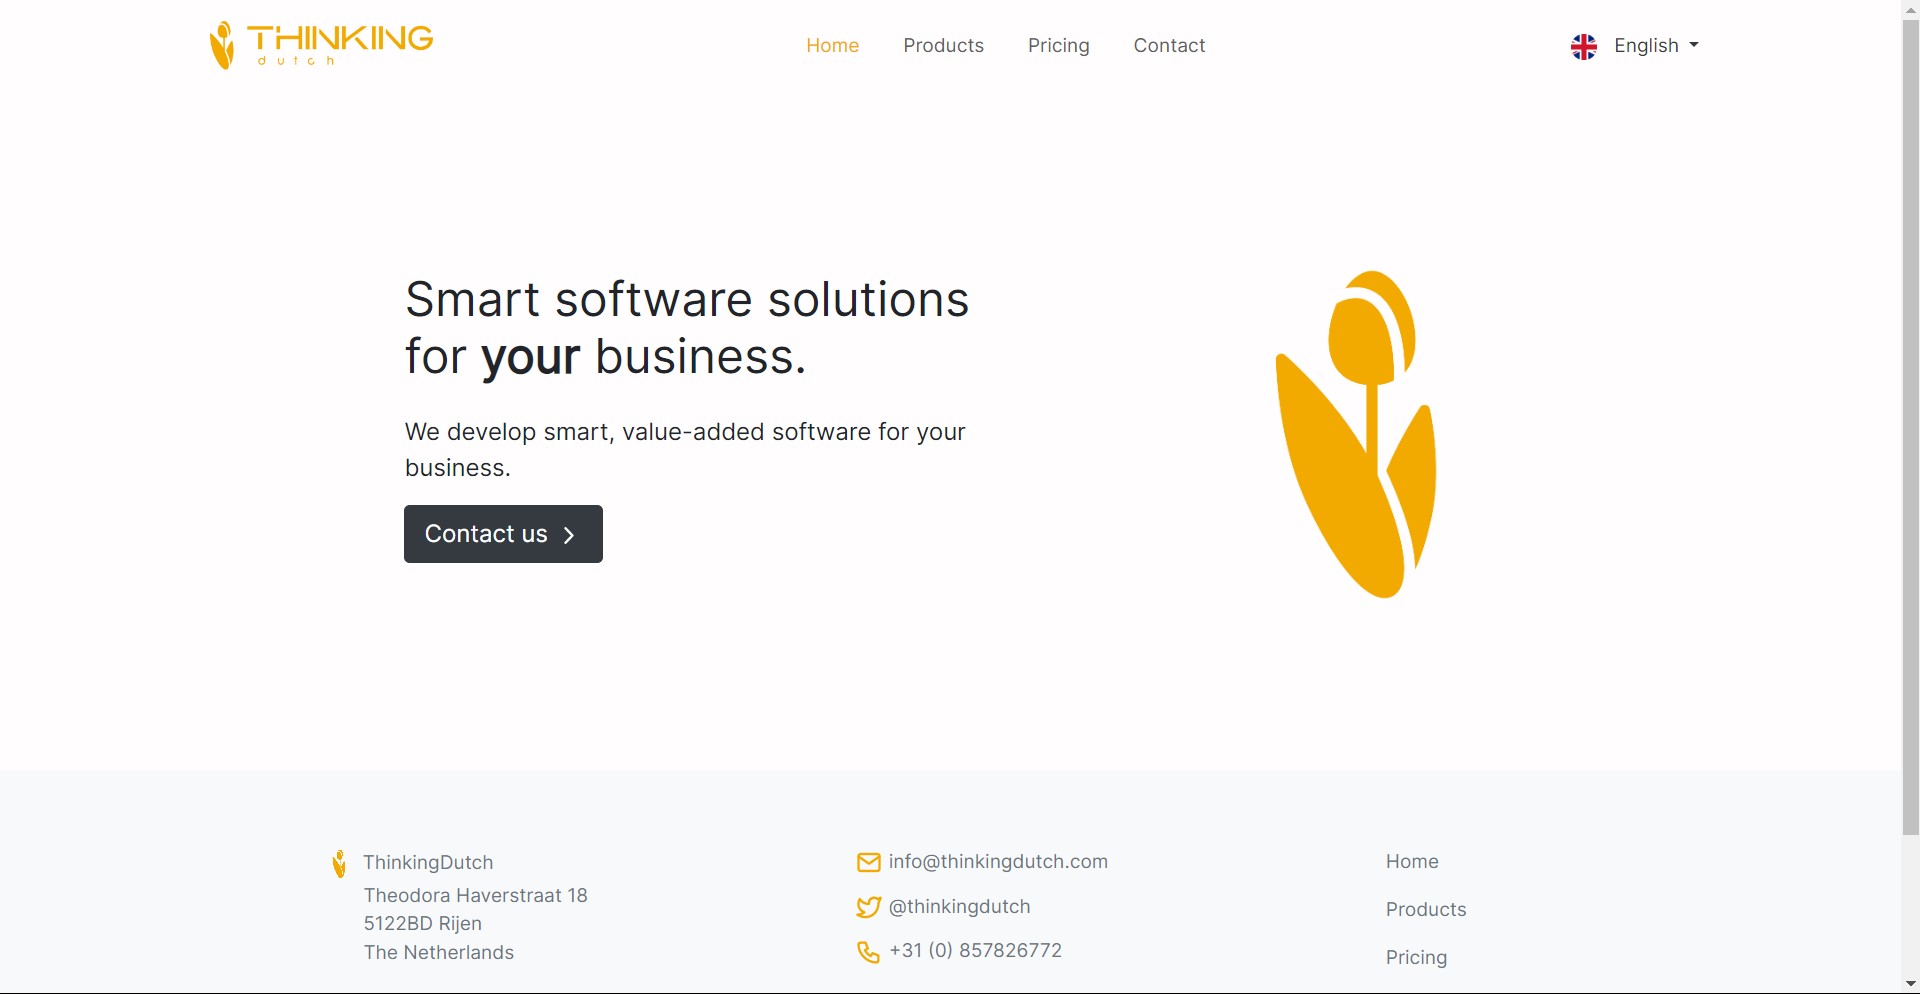 THINKING
dutch
Home
Products
Pricing
Contact
English
Smart software solutions
for your business.
We develop smart, value-added software for your
business.
Contact us
ThinkingDutch
Theodora Haverstraat 18
5122BD Rijen
The Netherlands
info@thinkingdutch.com
@thinkingdutch
+31 (0) 857826772
Home
Products
Pricing